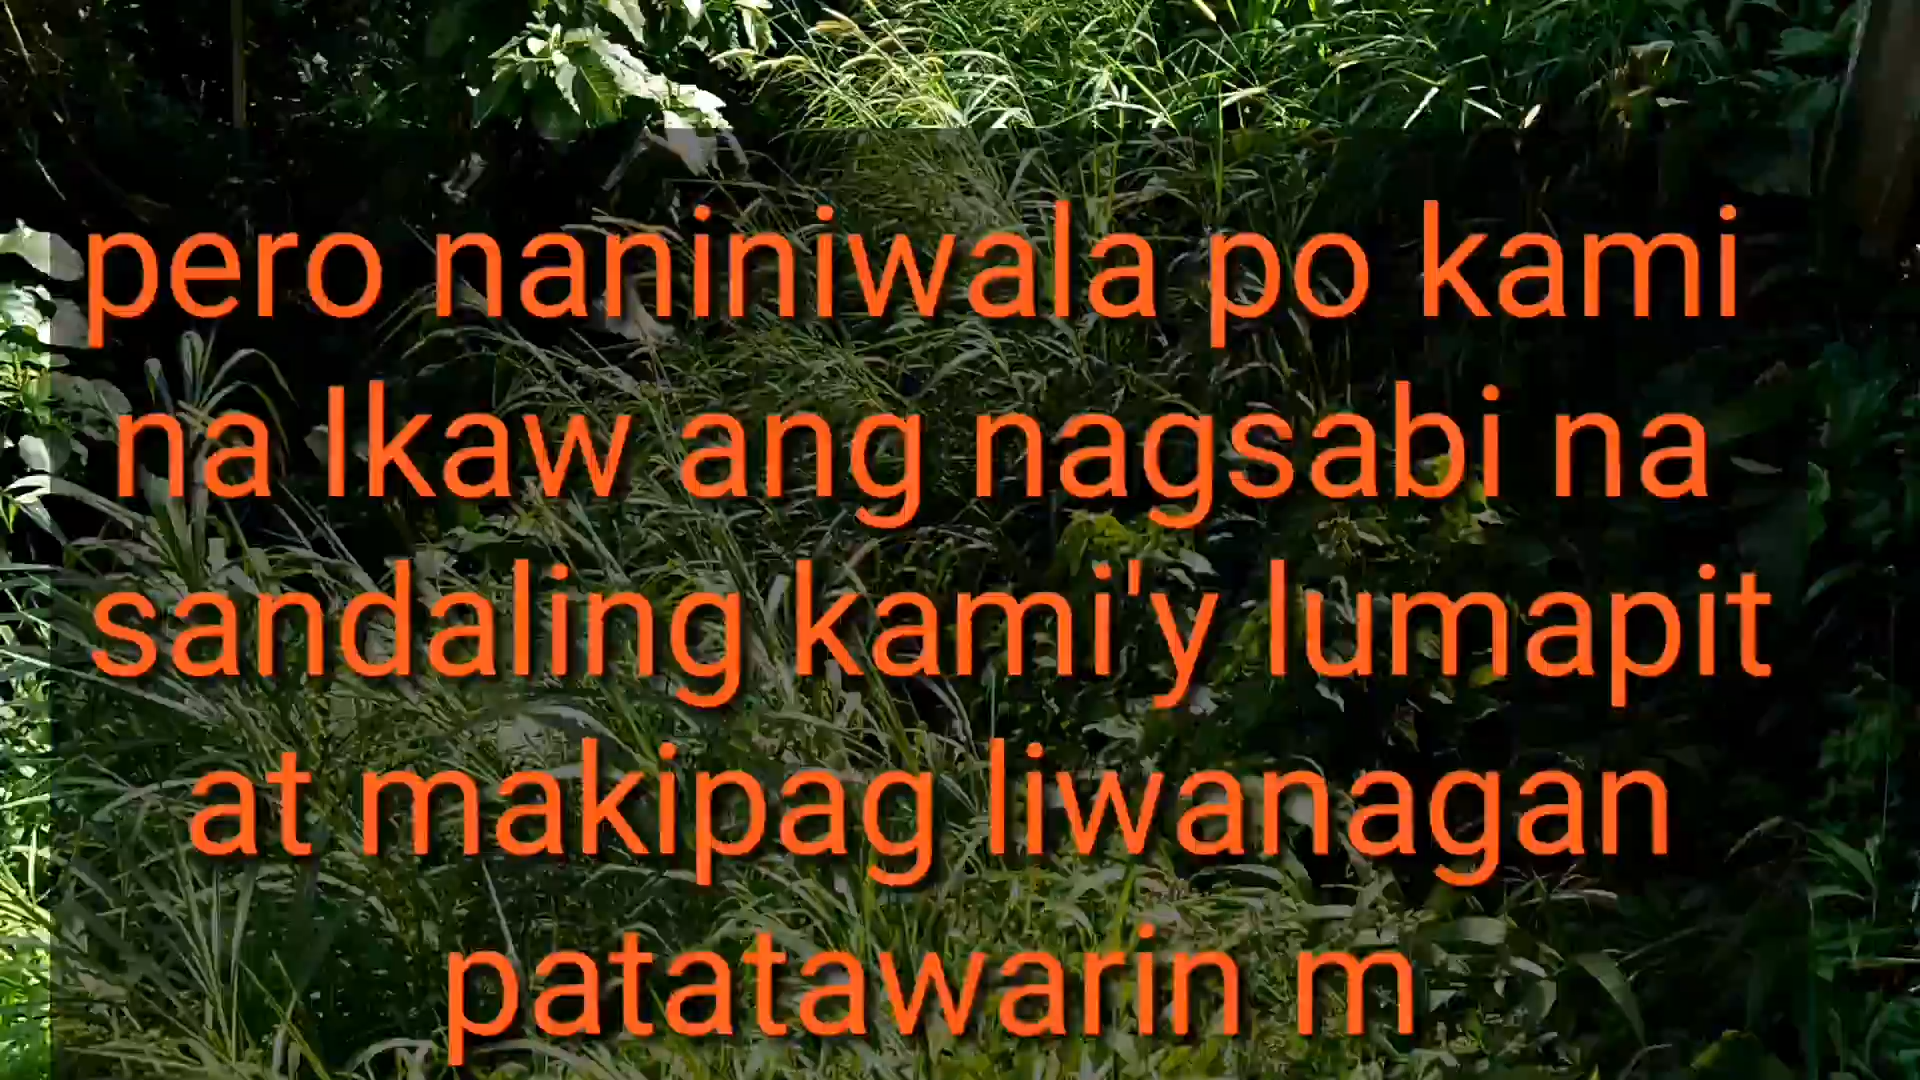 pero naniniwala po kami
na Ikaw ang nagsabi na
sandaling kami'y lumapit
at makipag liwanagan
patatawarin m